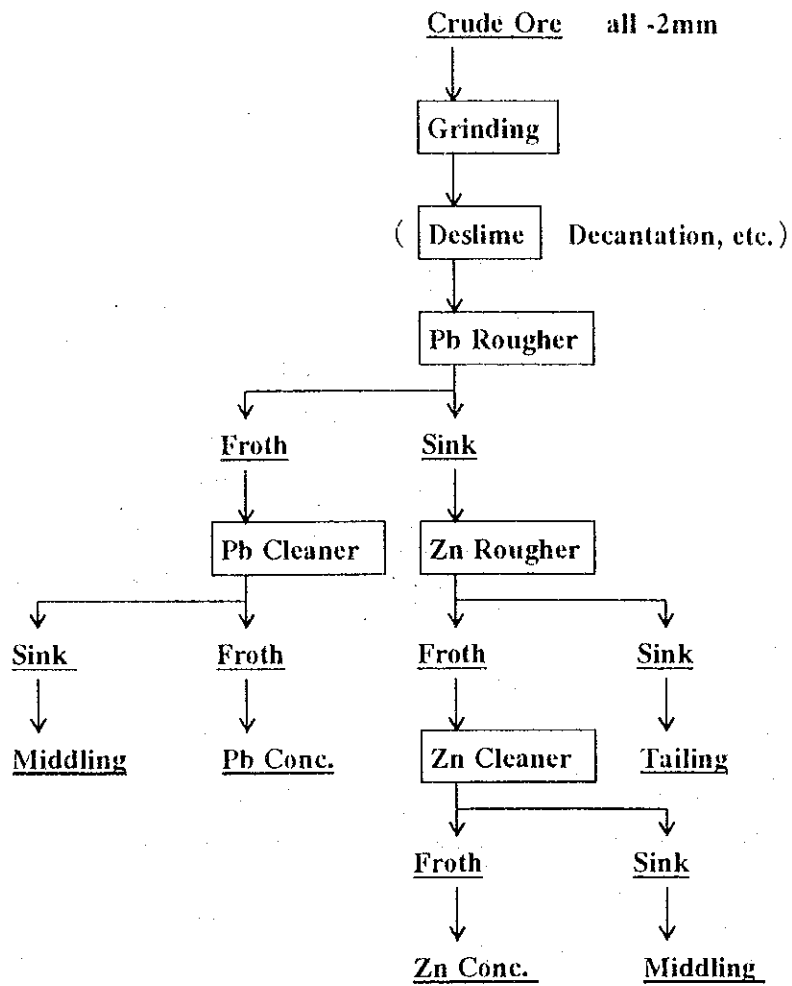 Crude Ore all -2mm
Grinding
( Deslime Decantation, etc. )
Pb Rougher
Froth Sink
Pb Cleaner Zn Rougher
Sink Froth Froth Sink
Middling Pb Conc. Zn Cleaner Tailing
Froth Sink
Zn Conc. Middling